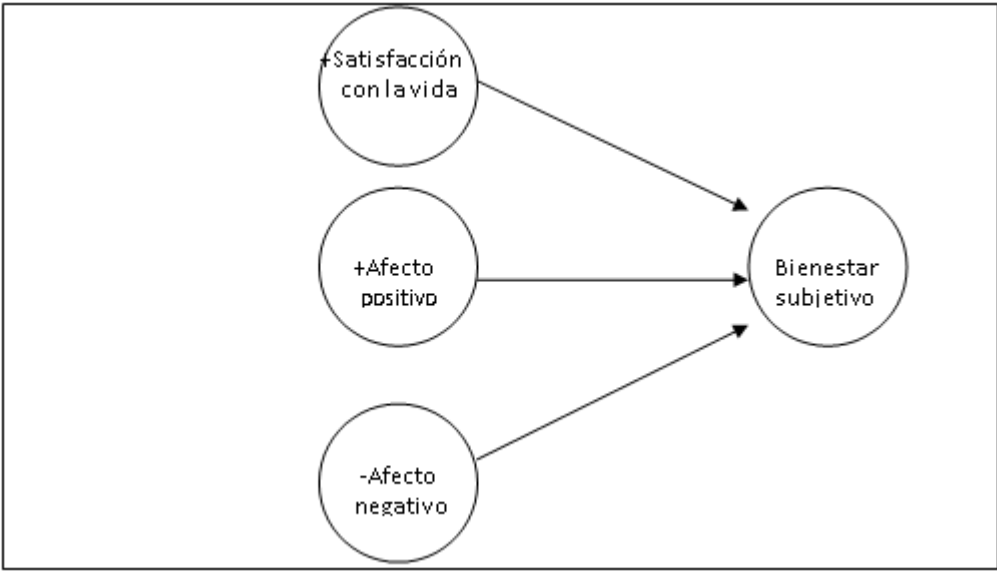 +Satisfacción
con la vida
+Afecto
positivo
Bienestar
subjetivo
-Afecto
negativo